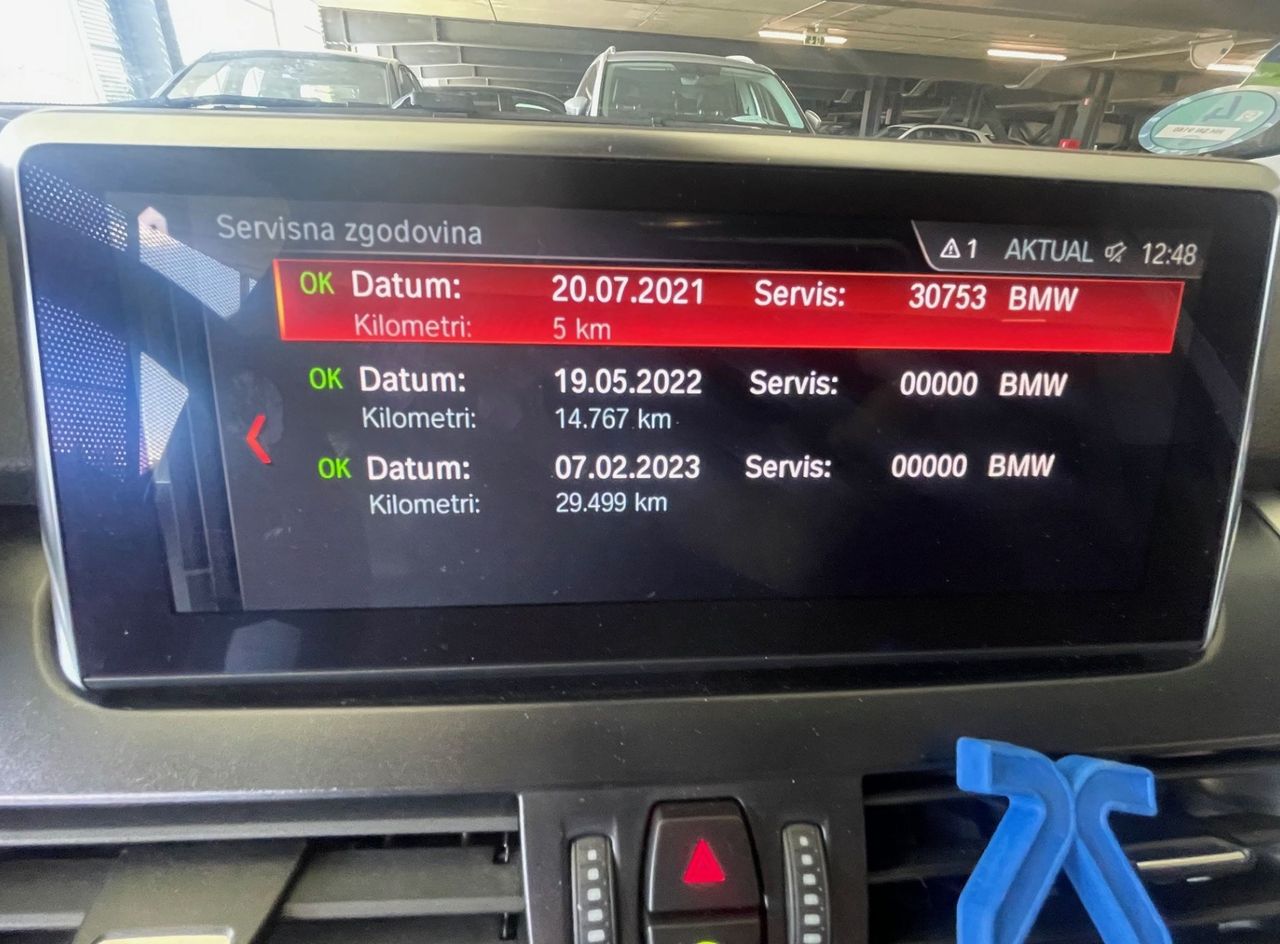 Servisna zgodovina
1 AKTUAL 12:48
OK Datum: 20.07.2021 Servis: 30753 BMW
Kilometri: 5 km
OK Datum: 19.05.2022 Servis: 00000 BMW
Kilometri: 14.767 km
OK Datum: 07.02.2023 Servis: 00000 BMW
Kilometri: 29.499 km